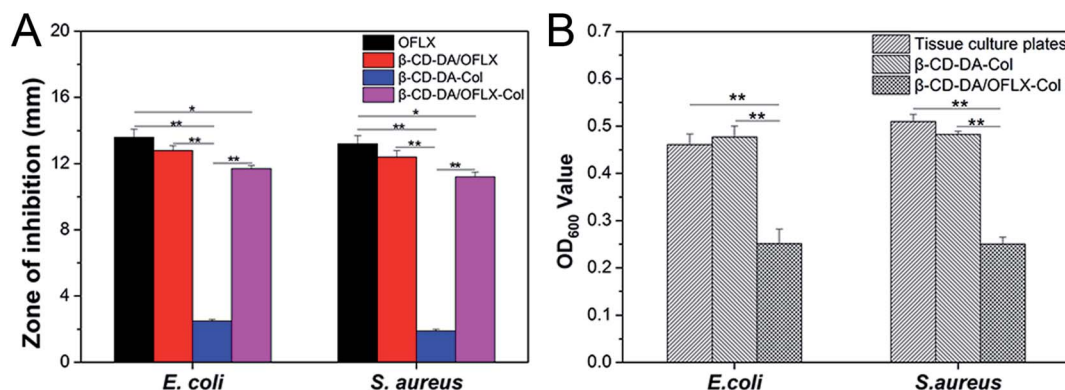 A
Zone of inhibition (mm)
20
16
12
8
4
0
OFLX
β-CD-DA/OFLX
β-CD-DA-Col
β-CD-DA/OFLX-Col
*
**
**
**
*
**
**
**
E. coli
S. aureus
B
OD600 Value
0.7
0.6
0.5
0.4
0.3
0.2
0.1
0.0
Tissue culture plates
β-CD-DA-Col
β-CD-DA/OFLX-Col
**
**
**
**
E.coli
S.aureus